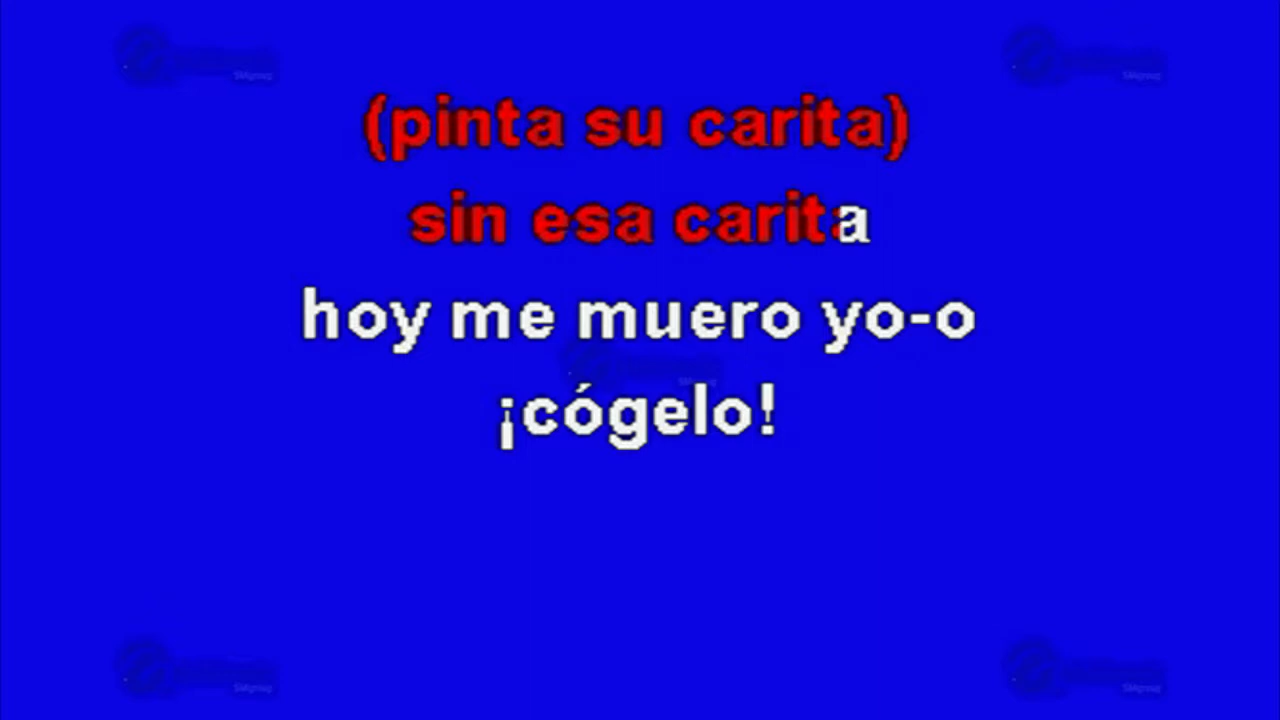 (pinta su carita)
sin esa carita
hoy me muero yo-o
¡cógelo!